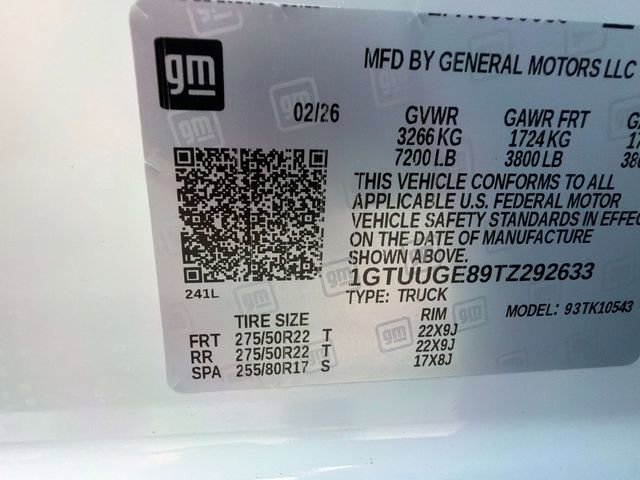 gm
MFD BY GENERAL MOTORS LLC
02/26 GVWR GAWR FRT
3266 KG 1724 KG
7200 LB 3800 LB
THIS VEHICLE CONFORMS TO ALL
APPLICABLE U.S. FEDERAL MOTOR
VEHICLE SAFETY STANDARDS IN EFFEC
ON THE DATE OF MANUFACTURE
SHOWN ABOVE.
1GTUUGE89TZ292633
241L
TYPE: TRUCK
MODEL: 93TK10543
TIRE SIZE RIM
FRT 275/50R22 T 22X9J
RR 275/50R22 T 22X9J
SPA 255/80R17 S 17X8J